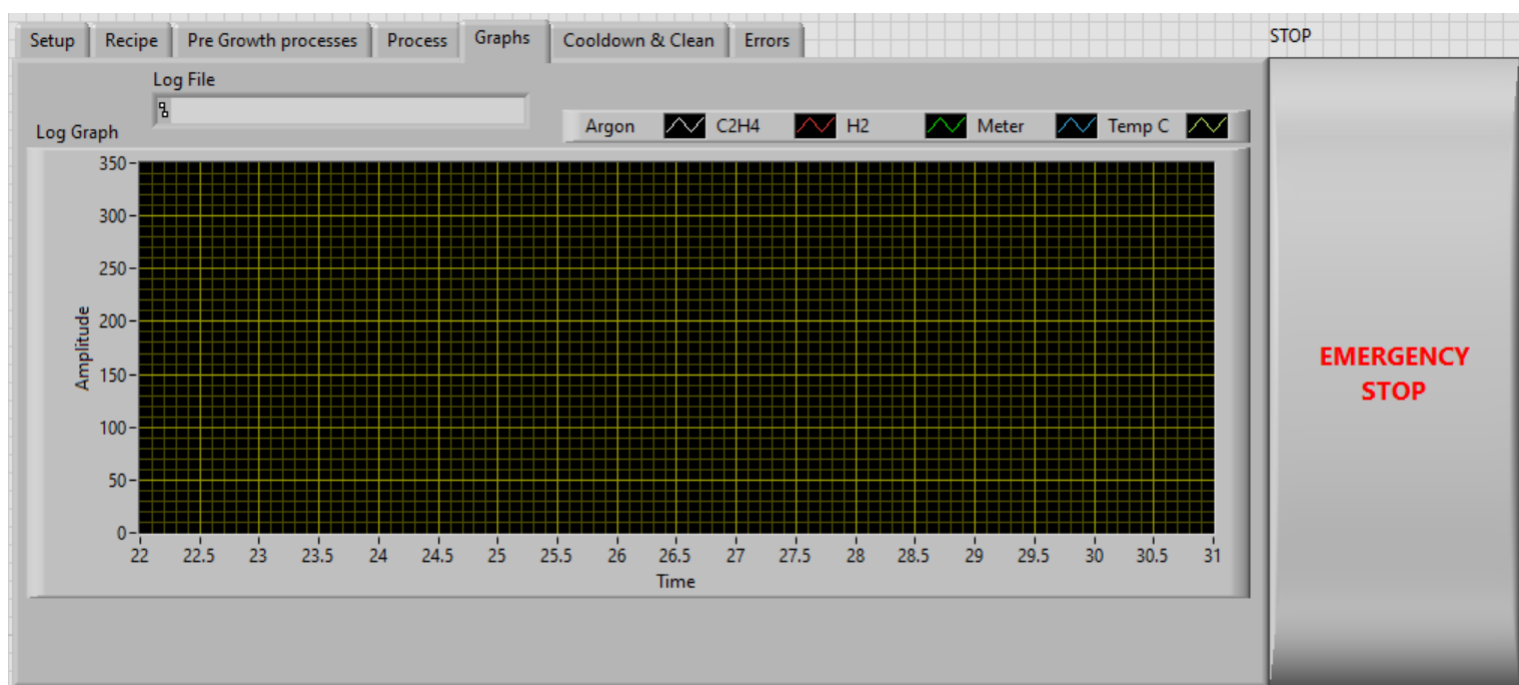 Setup Recipe Pre Growth processes Process Graphs Cooldown & Clean Errors
STOP
Log File
Log Graph
Argon C2H4 H2 Meter Temp C
350
300
250
200
150
100
50
0
Amplitude
22 22.5 23 23.5 24 24.5 25 25.5 26 26.5 27 27.5 28 28.5 29 29.5 30 30.5 31
Time
EMERGENCY
STOP